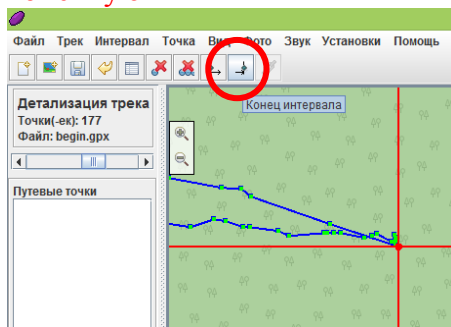 Файл Трек Интервал Точка Вид Фото Звук Установки Помощь
Конец интервала
Детализация трека
Точки(-ек): 177
Файл: begin.gpx
Путевые точки